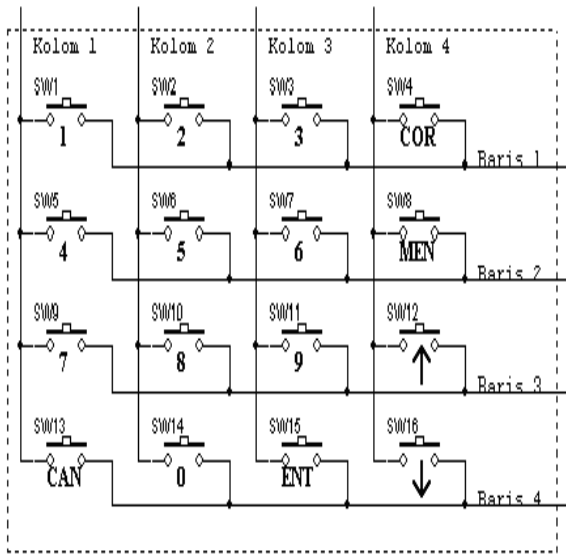 Kolom 1 Kolom 2 Kolom 3 Kolom 4
SW1 SW2 SW3 SW4
1 2 3 COR
Baris 1
SW5 SW6 SW7 SW8
4 5 6 MEN
Baris 2
SW9 SW10 SW11 SW12
7 8 9 ↑
Baris 3
SW13 SW14 SW15 SW16
CAN 0 ENT ↓
Baris 4